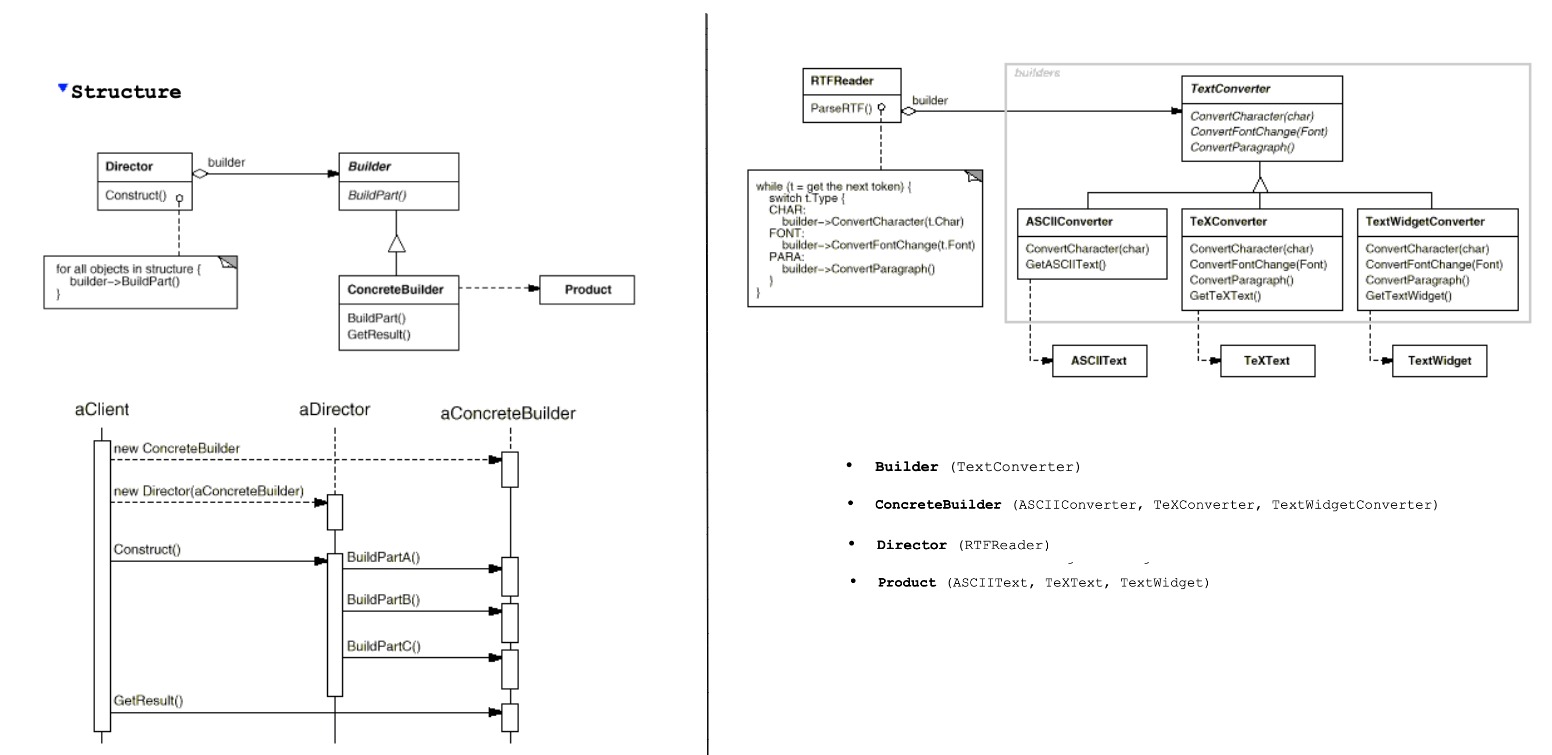 Structure
Director
Construct()
builder
Builder
BuildPart()
for all objects in structure {
builder->BuildPart()
}
ConcreteBuilder
BuildPart()
GetResult()
Product
aClient
aDirector
aConcreteBuilder
new ConcreteBuilder
new Director(aConcreteBuilder)
Construct()
BuildPartA()
BuildPartB()
BuildPartC()
GetResult()
RTFReader
ParseRTF()
builder
builders
TextConverter
ConvertCharacter(char)
ConvertFontChange(Font)
ConvertParagraph()
while (t = get the next token) {
switch t.Type {
CHAR:
builder->ConvertCharacter(t.Char)
FONT:
builder->ConvertFontChange(t.Font)
PARA:
builder->ConvertParagraph()
}
}
ASCIIConverter
ConvertCharacter(char)
GetASCIIText()
TeXConverter
ConvertCharacter(char)
ConvertFontChange(Font)
ConvertParagraph()
GetTeXText()
TextWidgetConverter
ConvertCharacter(char)
ConvertFontChange(Font)
ConvertParagraph()
GetTextWidget()
ASCIIText
TeXText
TextWidget
• Builder (TextConverter)
• ConcreteBuilder (ASCIIConverter, TeXConverter, TextWidgetConverter)
• Director (RTFReader)
• Product (ASCIIText, TeXText, TextWidget)